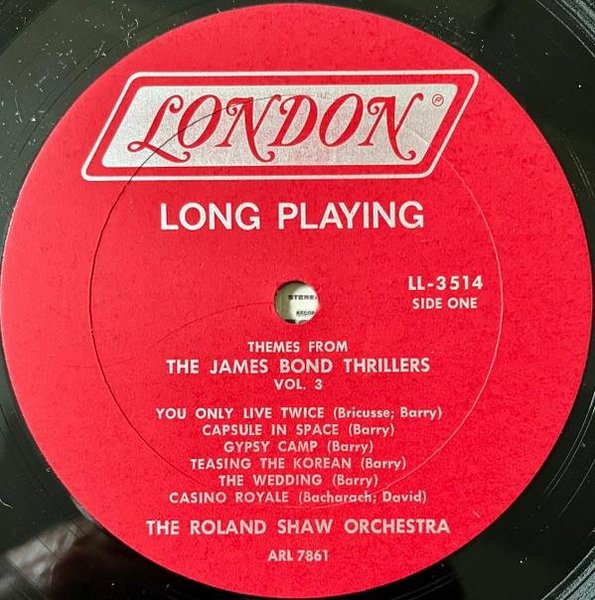 LONDON®
LONG PLAYING
LL-3514
SIDE ONE
STEREO
RECOR
THEMES FROM
THE JAMES BOND THRILLERS
VOL. 3
YOU ONLY LIVE TWICE (Bricusse; Barry)
CAPSULE IN SPACE (Barry)
GYPSY CAMP (Barry)
TEASING THE KOREAN (Barry)
THE WEDDING (Barry)
CASINO ROYALE (Bacharach; David)
THE ROLAND SHAW ORCHESTRA
ARL 7861